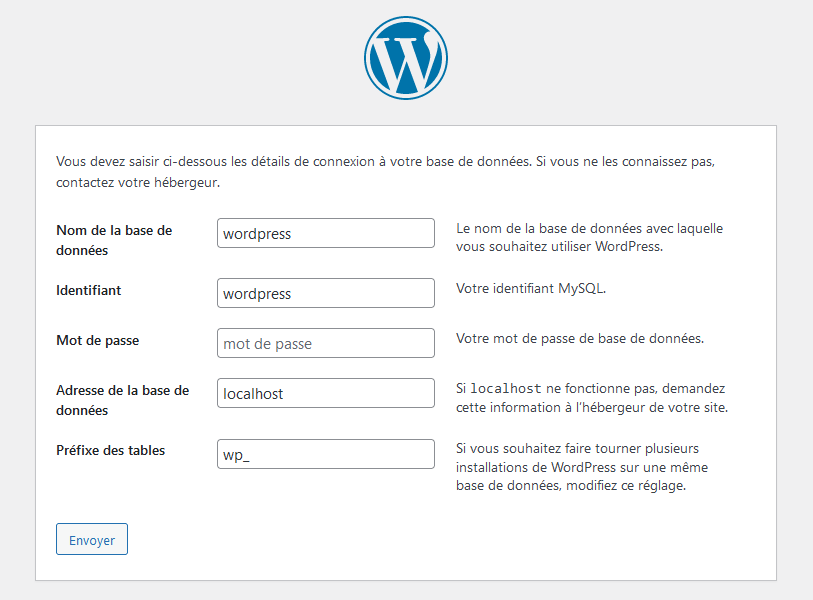 Vous devez saisir ci-dessous les détails de connexion à votre base de données. Si vous ne les connaissez pas,
contactez votre hébergeur.
Nom de la base de
données
wordpress
Le nom de la base de données avec laquelle
vous souhaitez utiliser WordPress.
Identifiant
wordpress
Votre identifiant MySQL.
Mot de passe
mot de passe
Votre mot de passe de base de données.
Adresse de la base de
données
localhost
Si localhost ne fonctionne pas, demandez
cette information à l’hébergeur de votre site.
Préfixe des tables
wp_
Si vous souhaitez faire tourner plusieurs
installations de WordPress sur une même
base de données, modifiez ce réglage.
Envoyer